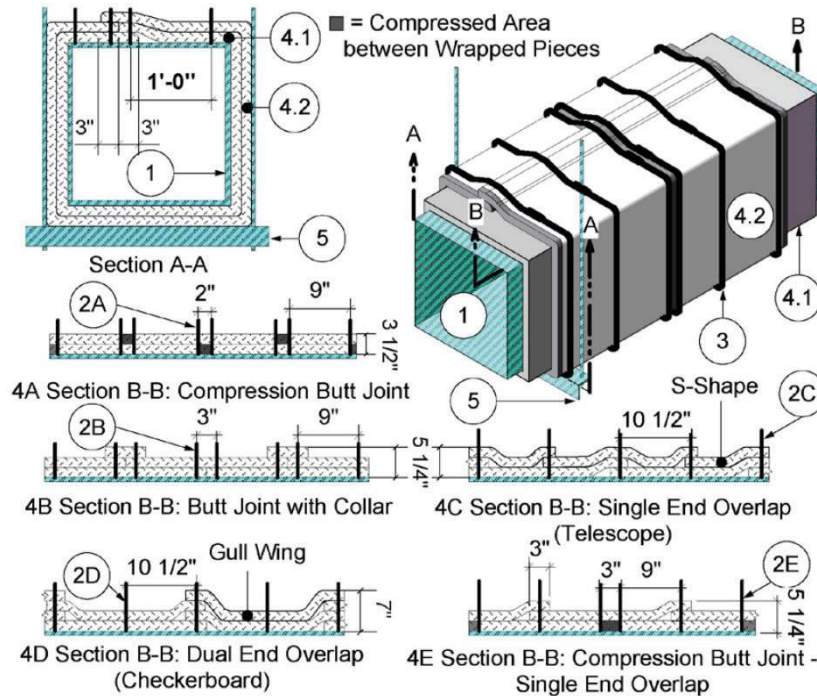 4.1
= Compressed Area
between Wrapped Pieces
B
1'-0"
4.2
3"
3"
A
1
B
A
4.2
5
Section A-A
1
4.1
2A
2"
9"
3 1/2"
3
S-Shape
4A Section B-B: Compression Butt Joint
5
2C
10 1/2"
2B
3"
9"
5 1/4"
4B Section B-B: Butt Joint with Collar
4C Section B-B: Single End Overlap
(Telescope)
Gull Wing
2D
10 1/2"
7"
3"
3"
9"
2E
5 1/4"
4D Section B-B: Dual End Overlap
(Checkerboard)
4E Section B-B: Compression Butt Joint -
Single End Overlap